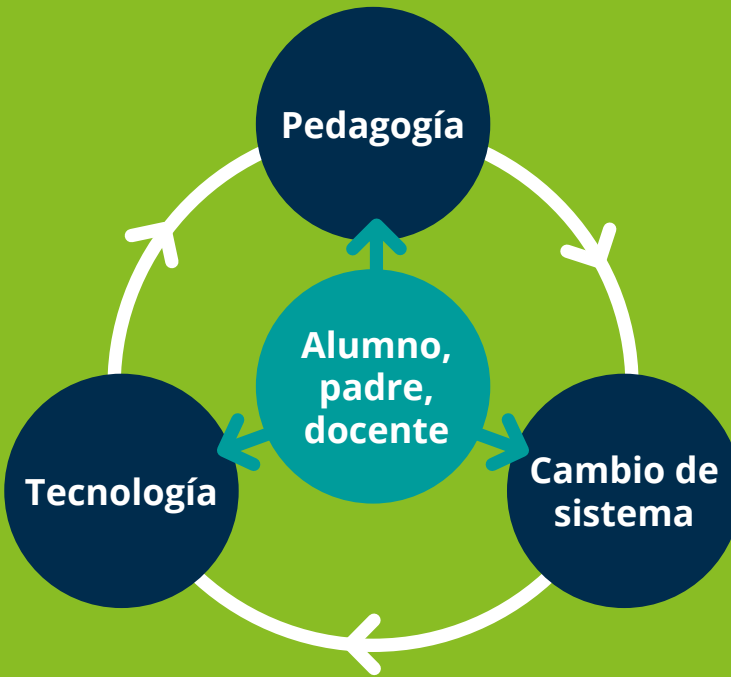 Pedagogía
Alumno,
padre,
docente
Tecnología
Cambio de
sistema